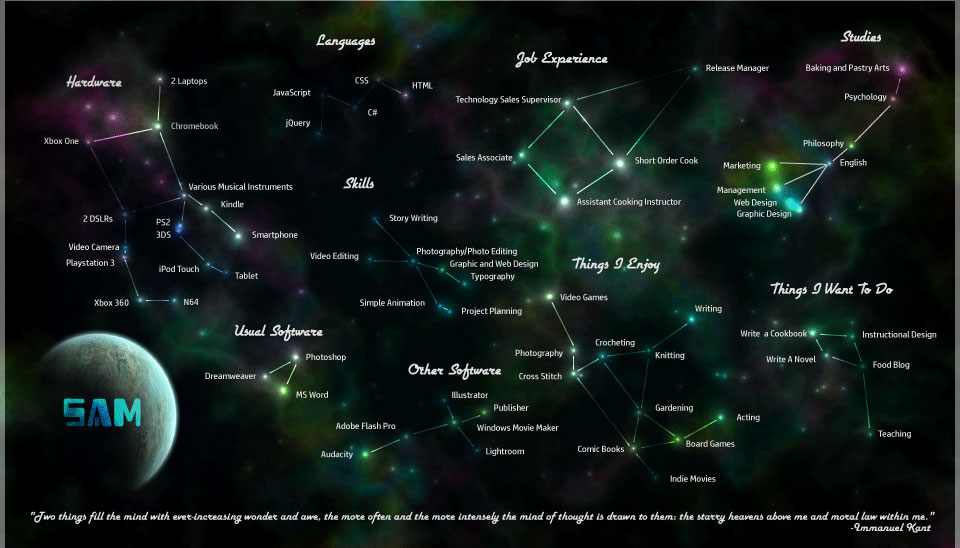 Languages
Job Experience
Studies
Hardware
2 Laptops
Chromebook
Xbox One
Various Musical Instruments
Kindle
2 DSLRs
PS2
3DS
Smartphone
Video Camera
Playstation 3
iPod Touch
Tablet
Xbox 360
N64
CSS
HTML
JavaScript
C#
jQuery
Release Manager
Technology Sales Supervisor
Sales Associate
Short Order Cook
Assistant Cooking Instructor
Baking and Pastry Arts
Psychology
Philosophy
English
Marketing
Management
Web Design
Graphic Design
Skills
Story Writing
Photography/Photo Editing
Video Editing
Graphic and Web Design
Typography
Simple Animation
Project Planning
Things I Enjoy
Video Games
Writing
Crocheting
Photography
Knitting
Cross Stitch
Gardening
Acting
Board Games
Comic Books
Indie Movies
Things I Want To Do
Write a Cookbook
Instructional Design
Write A Novel
Food Blog
Teaching
Usual Software
Photoshop
Dreamweaver
MS Word
Other Software
Illustrator
Publisher
Adobe Flash Pro
Windows Movie Maker
Audacity
Lightroom
SAM
"Two things fill the mind with ever-increasing wonder and awe, the more often and the more intensely the mind of thought is drawn to them: the starry heavens above me and moral law within me."
-Immanuel Kant